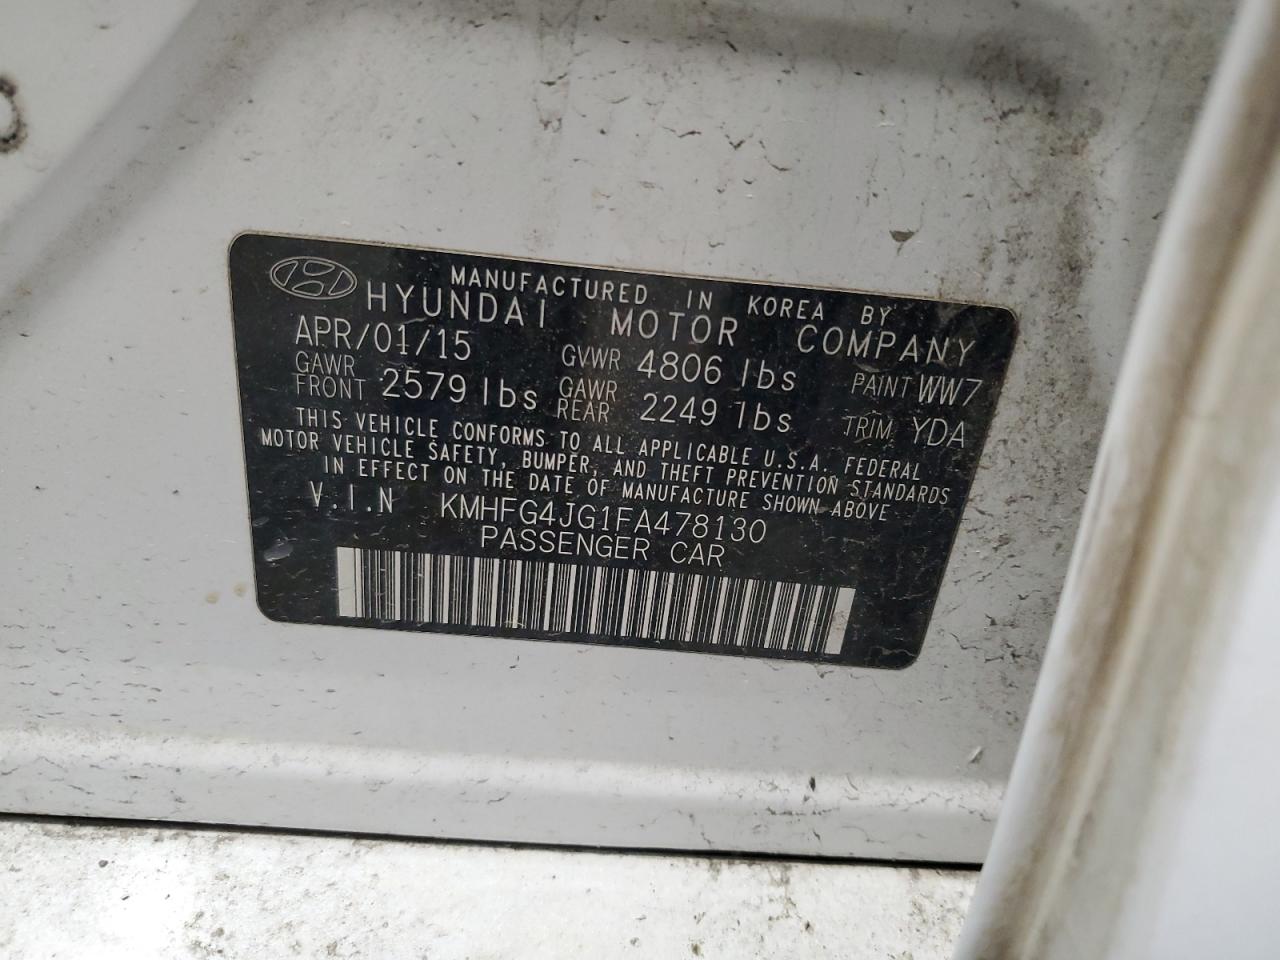 MANUFACTURED IN KOREA BY
HYUNDAI MOTOR COMPANY
APR/01/15 GVWR 4806 lbs PAINT WW7
GAWR FRONT 2579 lbs GAWR REAR 2249 lbs TRIM YDA
THIS VEHICLE CONFORMS TO ALL APPLICABLE U.S.A. FEDERAL
MOTOR VEHICLE SAFETY, BUMPER, AND THEFT PREVENTION STANDARDS
IN EFFECT ON THE DATE OF MANUFACTURE SHOWN ABOVE
V.I.N KMHFG4JG1FA478130
PASSENGER CAR